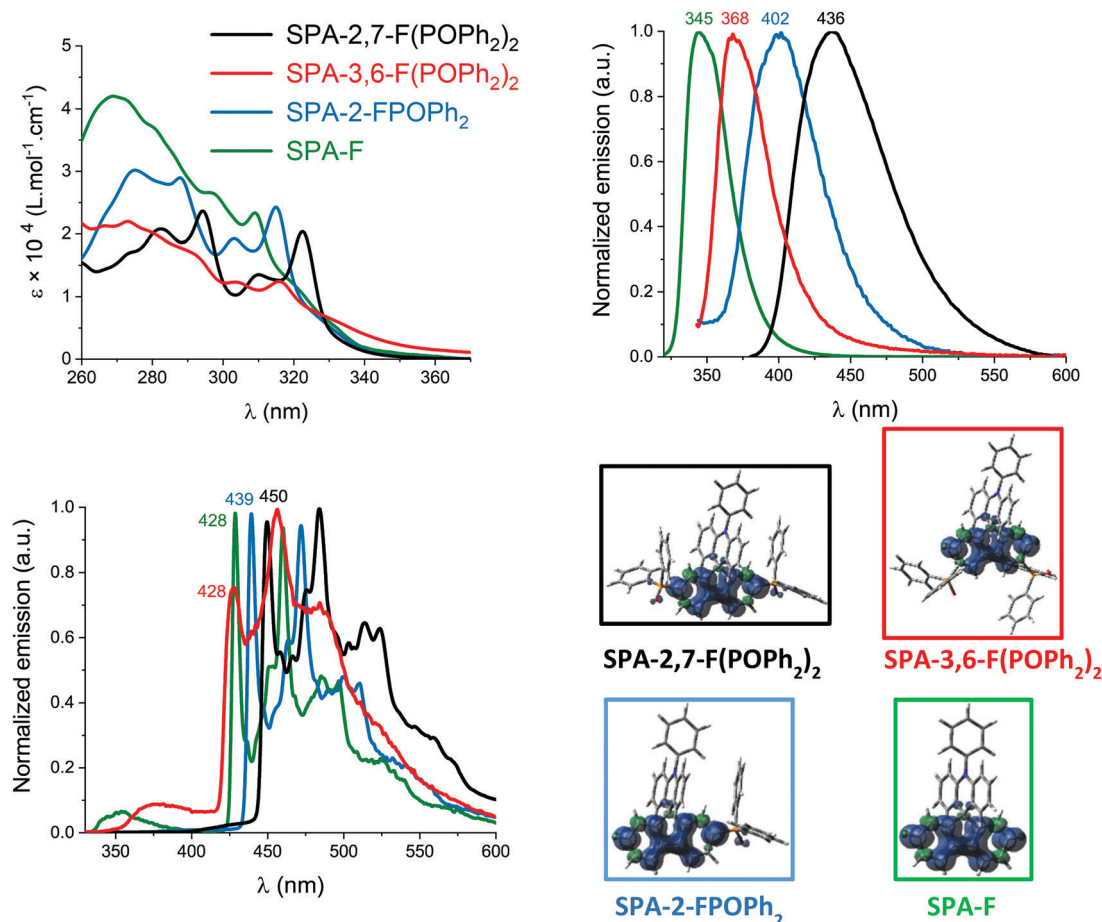 SPA-2,7-F(POPh₂)₂
SPA-3,6-F(POPh₂)₂
SPA-2-FPOPh₂
SPA-F
ε × 10⁴ (L.mol⁻¹.cm⁻¹)
5
4
3
2
1
0
260 280 300 320 340 360
λ (nm)
345 368 402 436
Normalized emission (a.u.)
1.0
0.8
0.6
0.4
0.2
0.0
350 400 450 500 550 600
λ (nm)
439 450
428
428
Normalized emission (a.u.)
1.0
0.8
0.6
0.4
0.2
0.0
350 400 450 500 550 600
λ (nm)
SPA-2,7-F(POPh₂)₂
SPA-3,6-F(POPh₂)₂
SPA-2-FPOPh₂
SPA-F